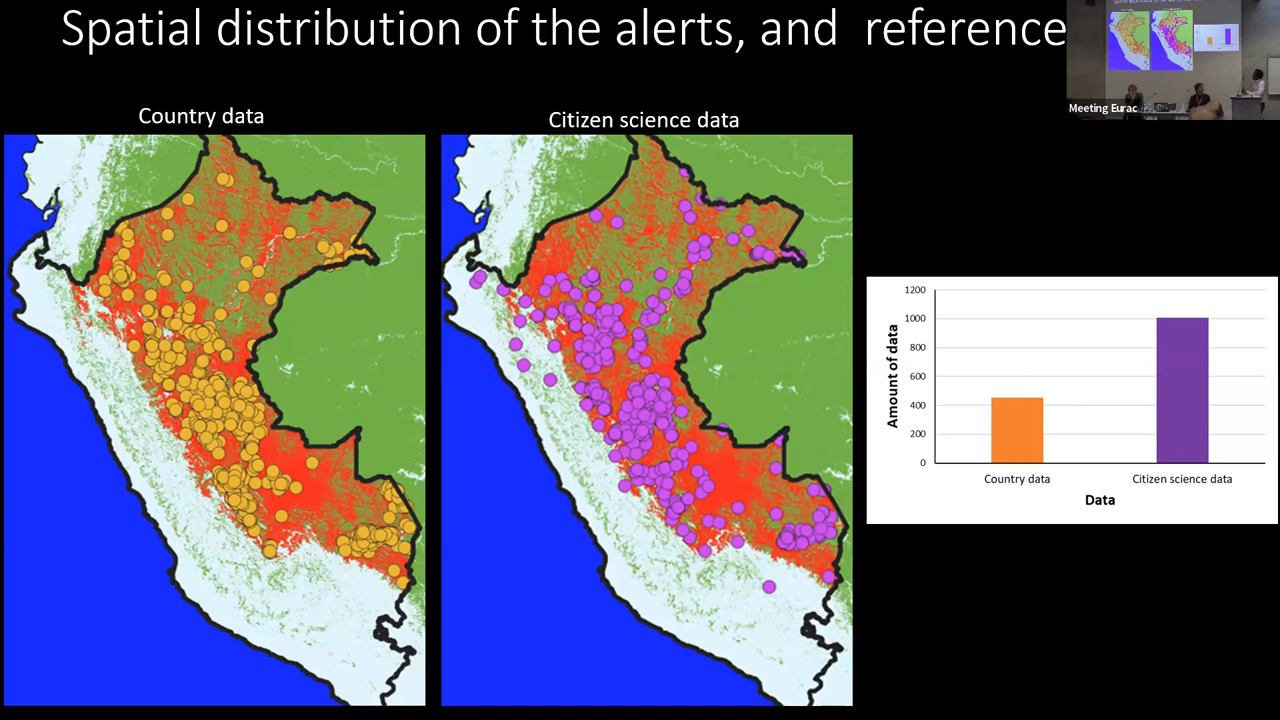 Spatial distribution of the alerts, and reference
Meeting Eurac
Country data
Citizen science data
1200
1000
800
600
400
200
0
Amount of data
Country data
Citizen science data
Data